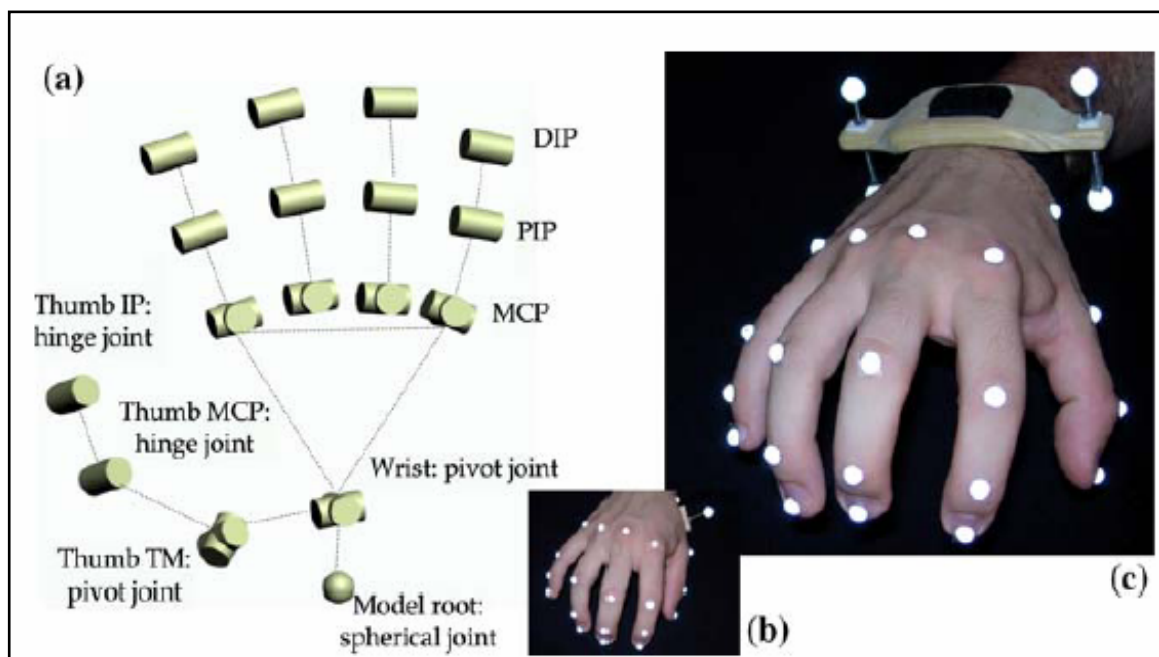 (a)
DIP
PIP
MCP
Thumb IP:
hinge joint
Thumb MCP:
hinge joint
Wrist: pivot joint
Thumb TM:
pivot joint
Model root:
spherical joint
(b)
(c)